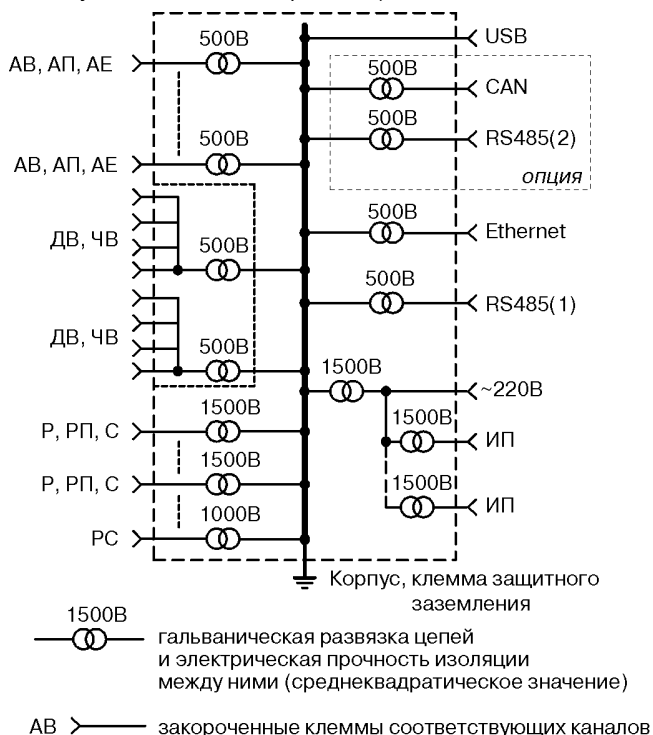 500В
USB
АВ, АП, АЕ
500В
CAN
500В
RS485(2)
500В
АВ, АП, АЕ
опция
ДВ, ЧВ
500В
500В
Ethernet
ДВ, ЧВ
500В
500В
RS485(1)
1500В
~220В
1500В
Р, РП, С
1500В
ИП
1500В
Р, РП, С
1500В
ИП
1000В
РС
Корпус, клемма защитного
заземления
1500В
гальваническая развязка цепей
и электрическая прочность изоляции
между ними (среднеквадратическое значение)
АВ
закороченные клеммы соответствующих каналов